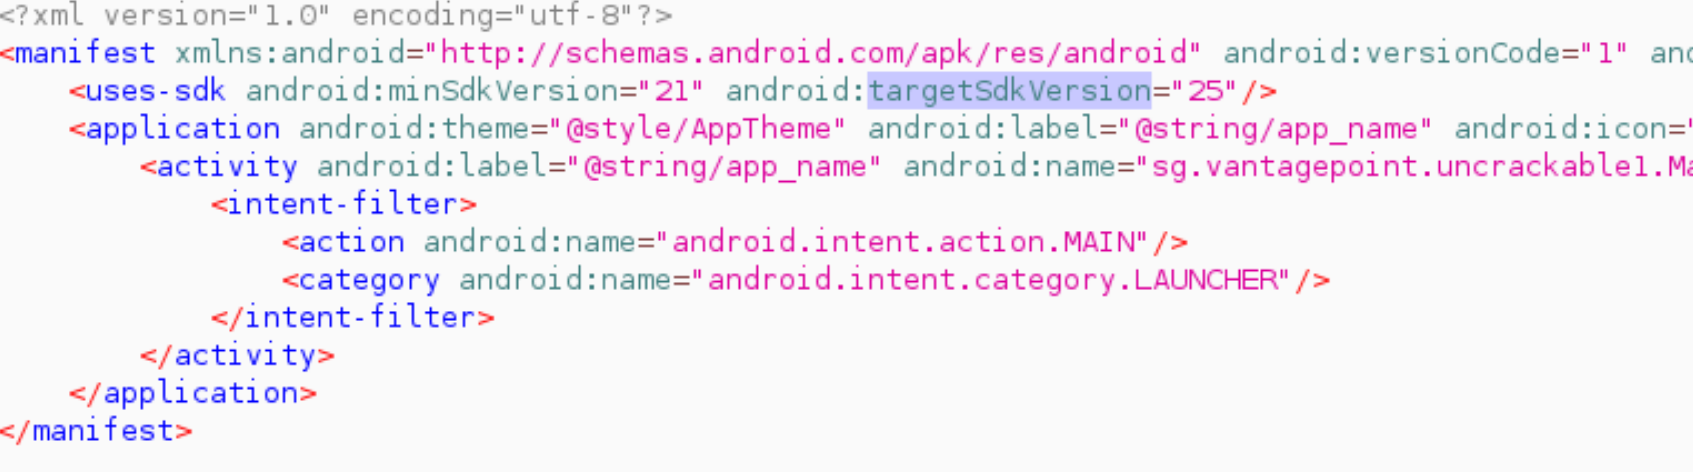 <?xml version="1.0" encoding="utf-8"?>
<manifest xmlns:android="http://schemas.android.com/apk/res/android" android:versionCode="1" and
<uses-sdk android:minSdkVersion="21" android:targetSdkVersion="25"/>
<application android:theme="@style/AppTheme" android:label="@string/app_name" android:icon="
<activity android:label="@string/app_name" android:name="sg.vantagepoint.uncrackable1.Ma
<intent-filter>
<action android:name="android.intent.action.MAIN"/>
<category android:name="android.intent.category.LAUNCHER"/>
</intent-filter>
</activity>
</application>
</manifest>